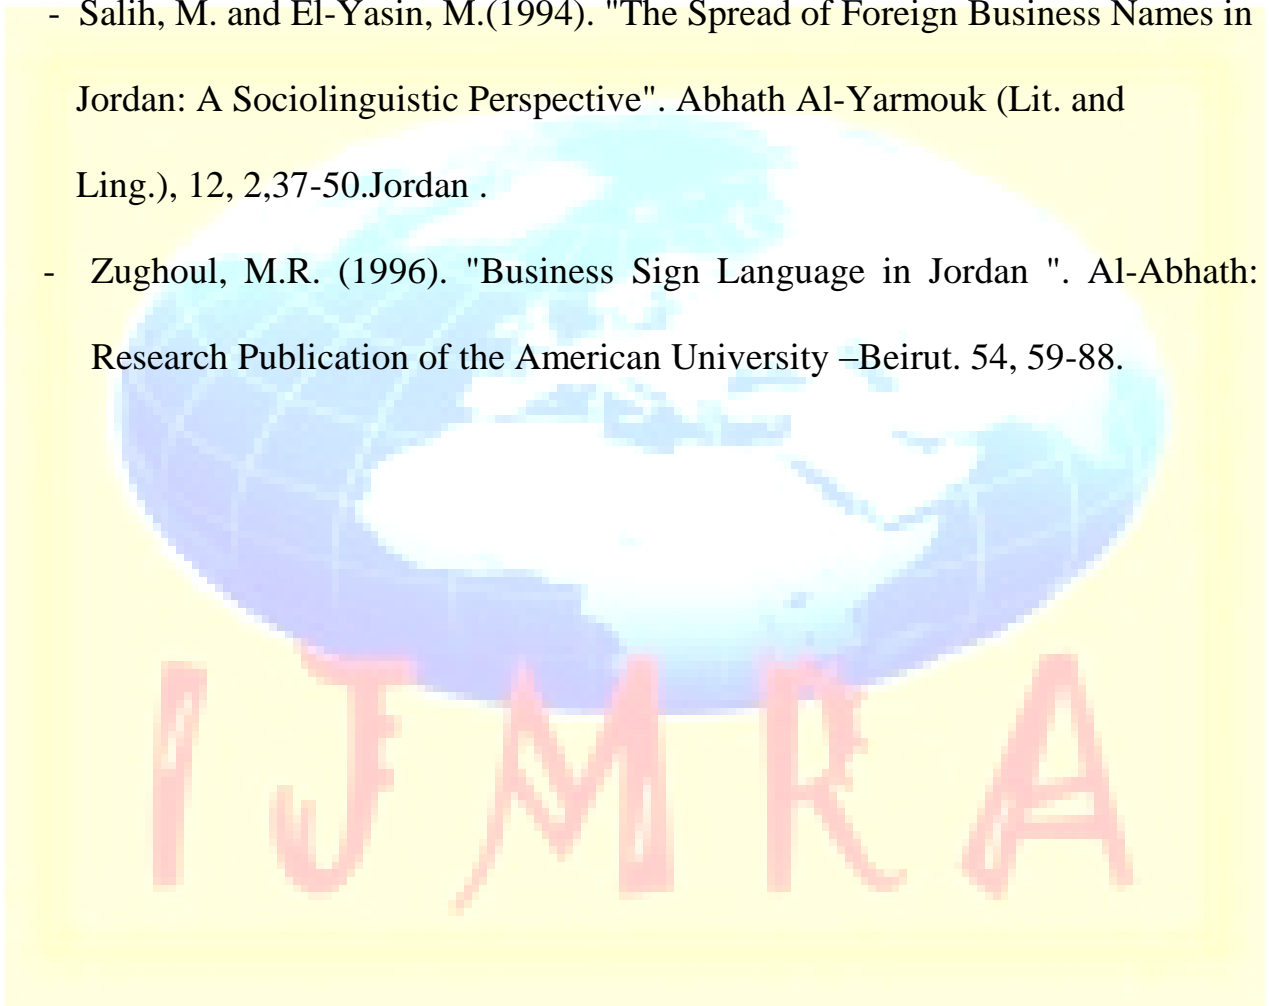 - Salih, M. and El-Yasin, M.(1994). "The Spread of Foreign Business Names in
Jordan: A Sociolinguistic Perspective". Abhath Al-Yarmouk (Lit. and
Ling.), 12, 2,37-50.Jordan .
- Zughoul, M.R. (1996). "Business Sign Language in Jordan ". Al-Abhath:
Research Publication of the American University –Beirut. 54, 59-88.
IJMRA